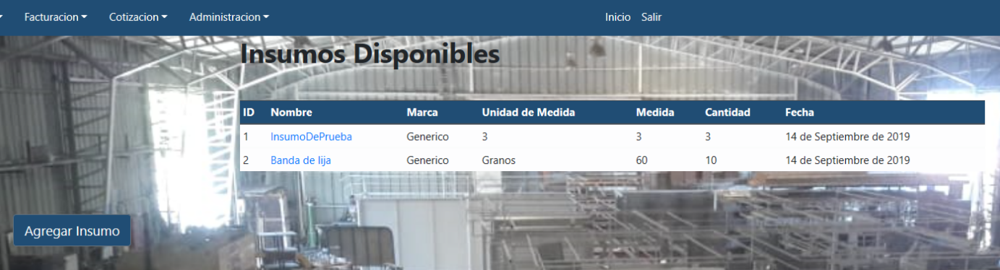 Facturacion Cotizacion Administracion Inicio Salir
Insumos Disponibles
ID Nombre Marca Unidad de Medida Medida Cantidad Fecha
1 InsumoDePrueba Generico 3 3 3 14 de Septiembre de 2019
2 Banda de lija Generico Granos 60 10 14 de Septiembre de 2019
Agregar Insumo